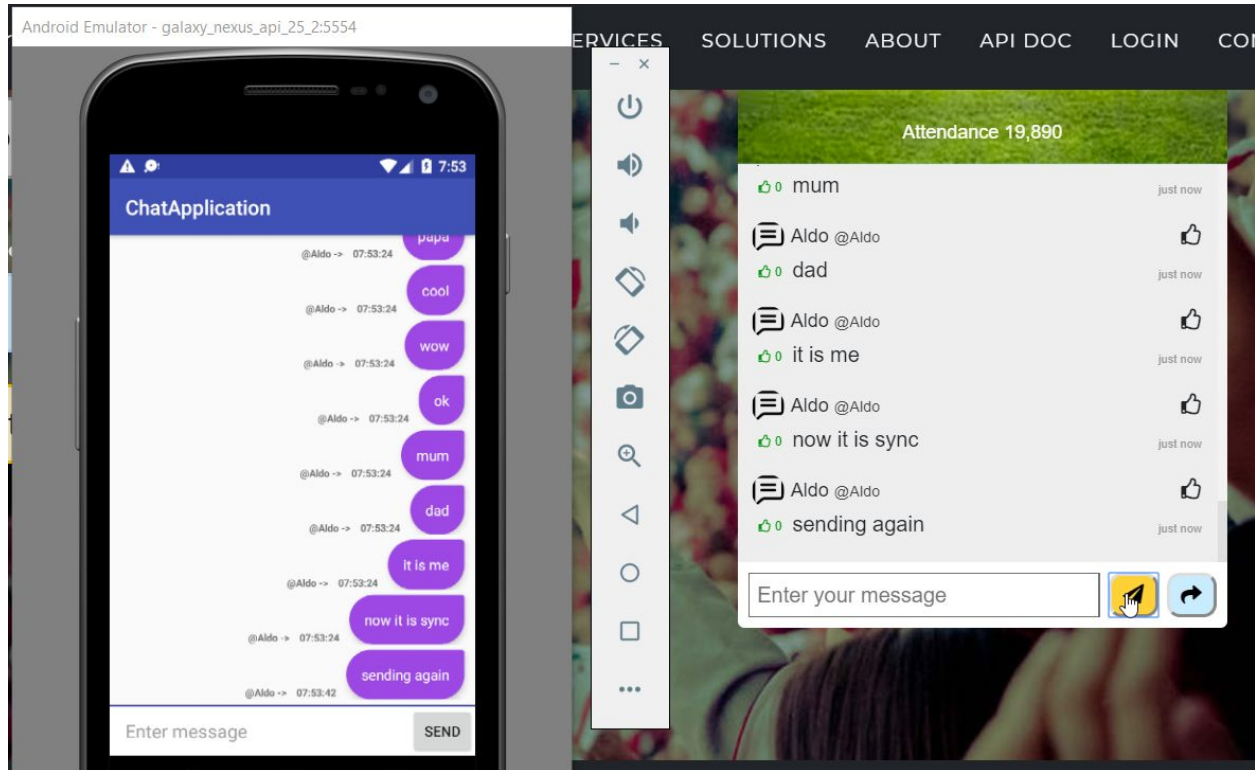 Android Emulator - galaxy_nexus_api_25_2:5554
7:53
ChatApplication
papa
@Aldo -> 07:53:24
cool
@Aldo -> 07:53:24
wow
@Aldo -> 07:53:24
ok
@Aldo -> 07:53:24
mum
@Aldo -> 07:53:24
dad
@Aldo -> 07:53:24
it is me
@Aldo -> 07:53:24
now it is sync
@Aldo -> 07:53:24
sending again
@Aldo -> 07:53:42
Enter message SEND
ERVICES SOLUTIONS ABOUT API DOC LOGIN
Attendance 19,890
0 mum just now
Aldo @Aldo
0 dad just now
Aldo @Aldo
0 it is me just now
Aldo @Aldo
0 now it is sync just now
Aldo @Aldo
0 sending again just now
Enter your message